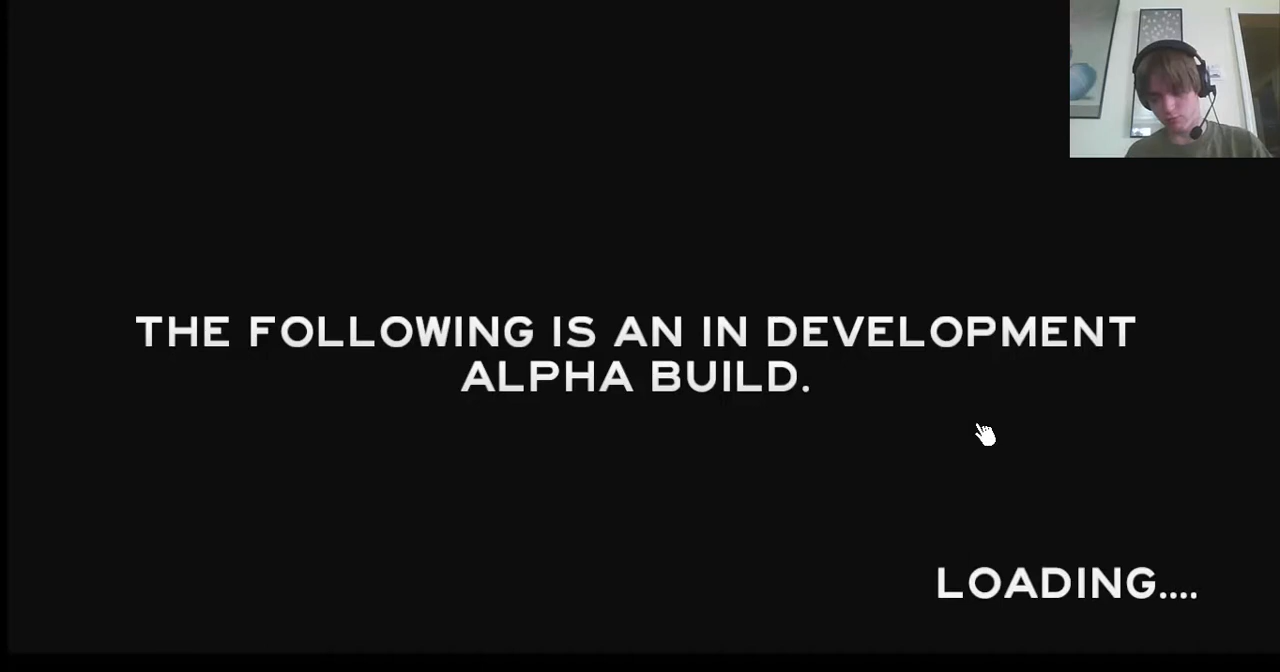 THE FOLLOWING IS AN IN DEVELOPMENT
ALPHA BUILD.
LOADING....